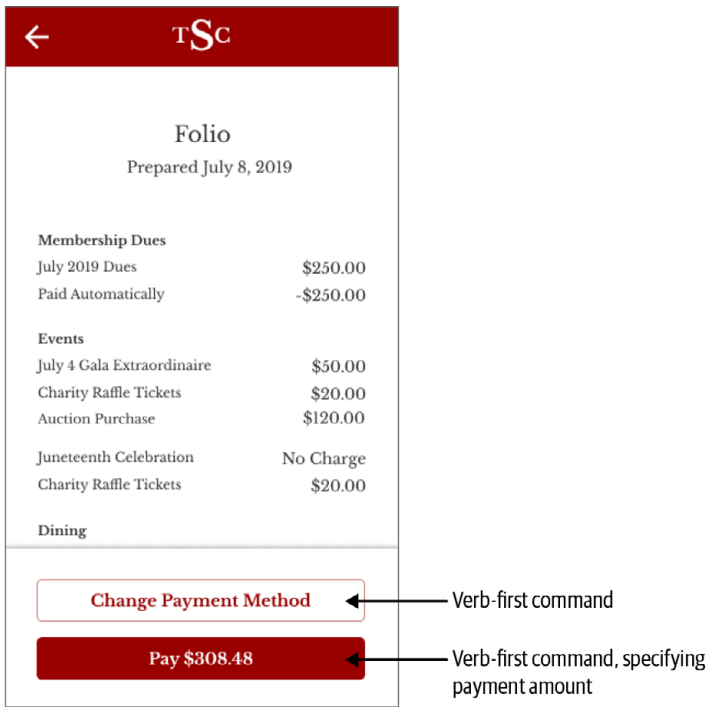 TSC
Folio
Prepared July 8, 2019
Membership Dues
July 2019 Dues $250.00
Paid Automatically -$250.00
Events
July 4 Gala Extraordinaire $50.00
Charity Raffle Tickets $20.00
Auction Purchase $120.00
Juneteenth Celebration No Charge
Charity Raffle Tickets $20.00
Dining
Change Payment Method
Verb-first command
Pay $308.48
Verb-first command, specifying
payment amount